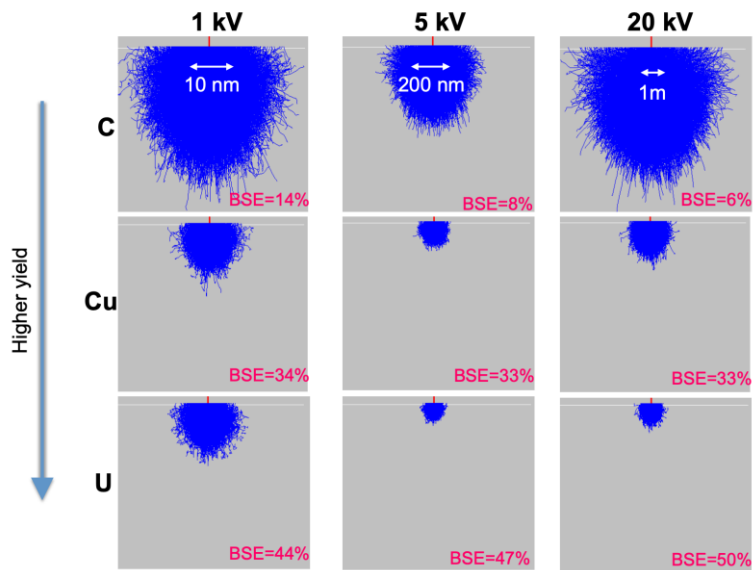 1 kV 5 kV 20 kV
C
10 nm
200 nm
1m
BSE=14%
BSE=8%
BSE=6%
Higher yield
Cu
BSE=34%
BSE=33%
BSE=33%
U
BSE=44%
BSE=47%
BSE=50%